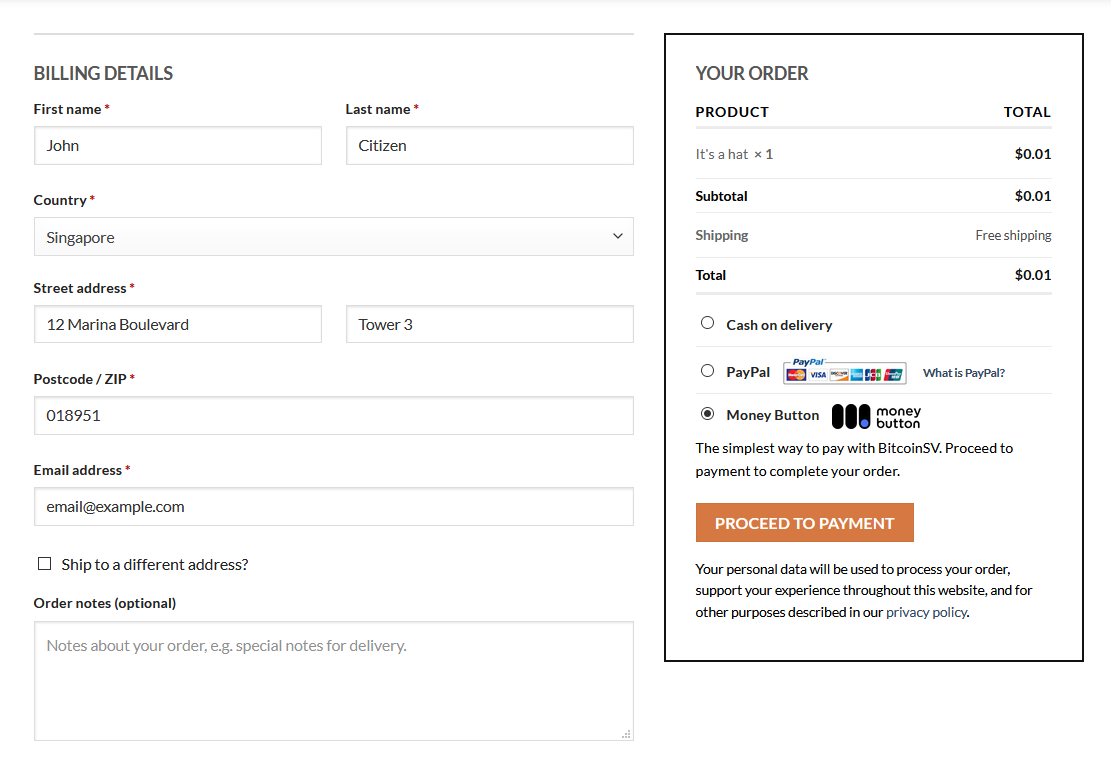 BILLING DETAILS
First name *
Last name *
John
Citizen
Country *
Singapore
Street address *
12 Marina Boulevard
Tower 3
Postcode / ZIP *
018951
Email address *
email@example.com
Ship to a different address?
Order notes (optional)
Notes about your order, e.g. special notes for delivery.
YOUR ORDER
PRODUCT TOTAL
It's a hat × 1 $0.01
Subtotal $0.01
Shipping Free shipping
Total $0.01
Cash on delivery
PayPal PayPal What is PayPal?
MasterCard VISA DISCOVER JCB
Money Button money
button
The simplest way to pay with BitcoinSV. Proceed to
payment to complete your order.
PROCEED TO PAYMENT
Your personal data will be used to process your order,
support your experience throughout this website, and for
other purposes described in our privacy policy.